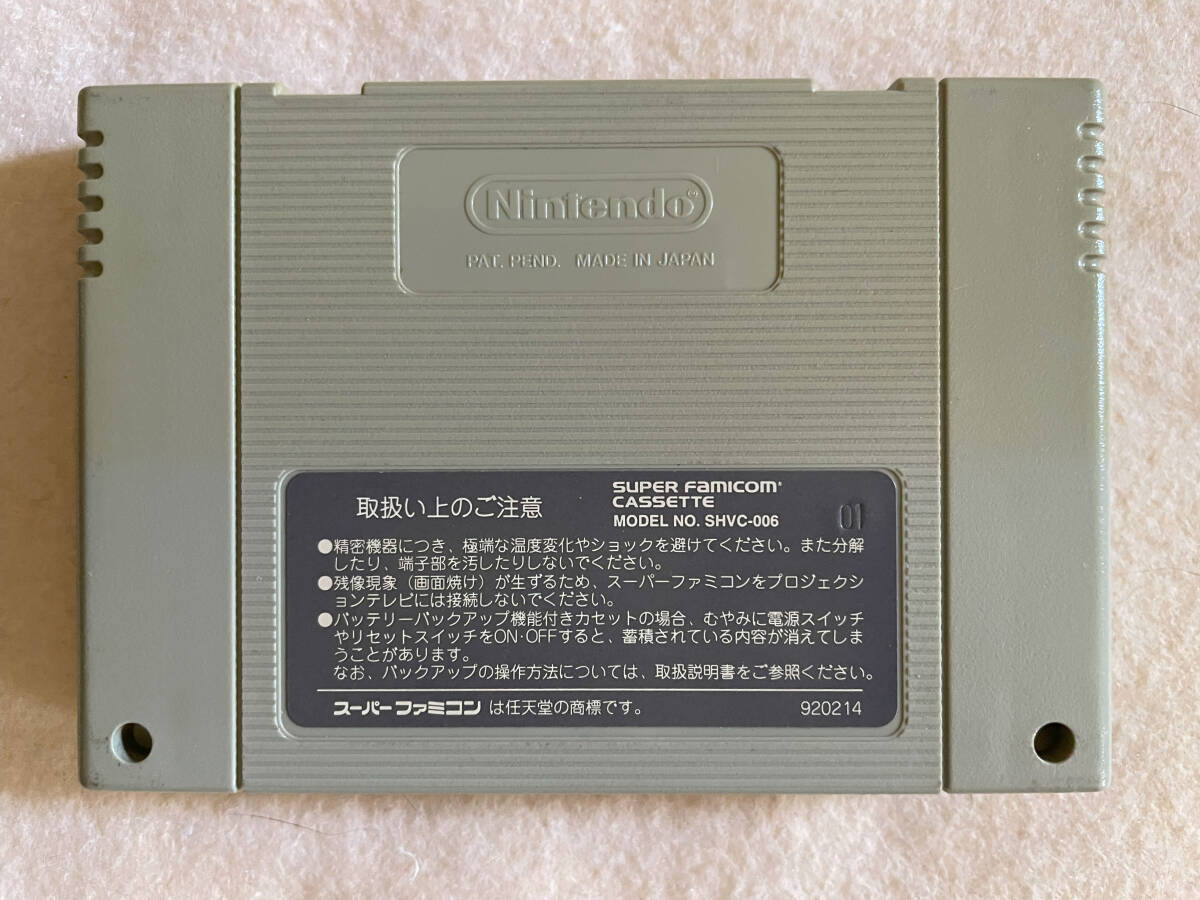 Nintendo®
PAT. PEND. MADE IN JAPAN
取扱い上のご注意
SUPER FAMICOM®
CASSETTE
MODEL NO. SHVC-006
01
●精密機器につき、極端な温度変化やショックを避けてください。また分解
したり、端子部を汚したりしないでください。
●残像現象（画面焼け）が生ずるため、スーパーファミコンをプロジェクシ
ョンテレビには接続しないでください。
●バッテリーバックアップ機能付きカセットの場合、むやみに電源スイッチ
やリセットスイッチをON・OFFすると、蓄積されている内容が消えてしま
うことがあります。
なお、バックアップの操作方法については、取扱説明書をご参照ください。
スーパーファミコン は任天堂の商標です。
920214